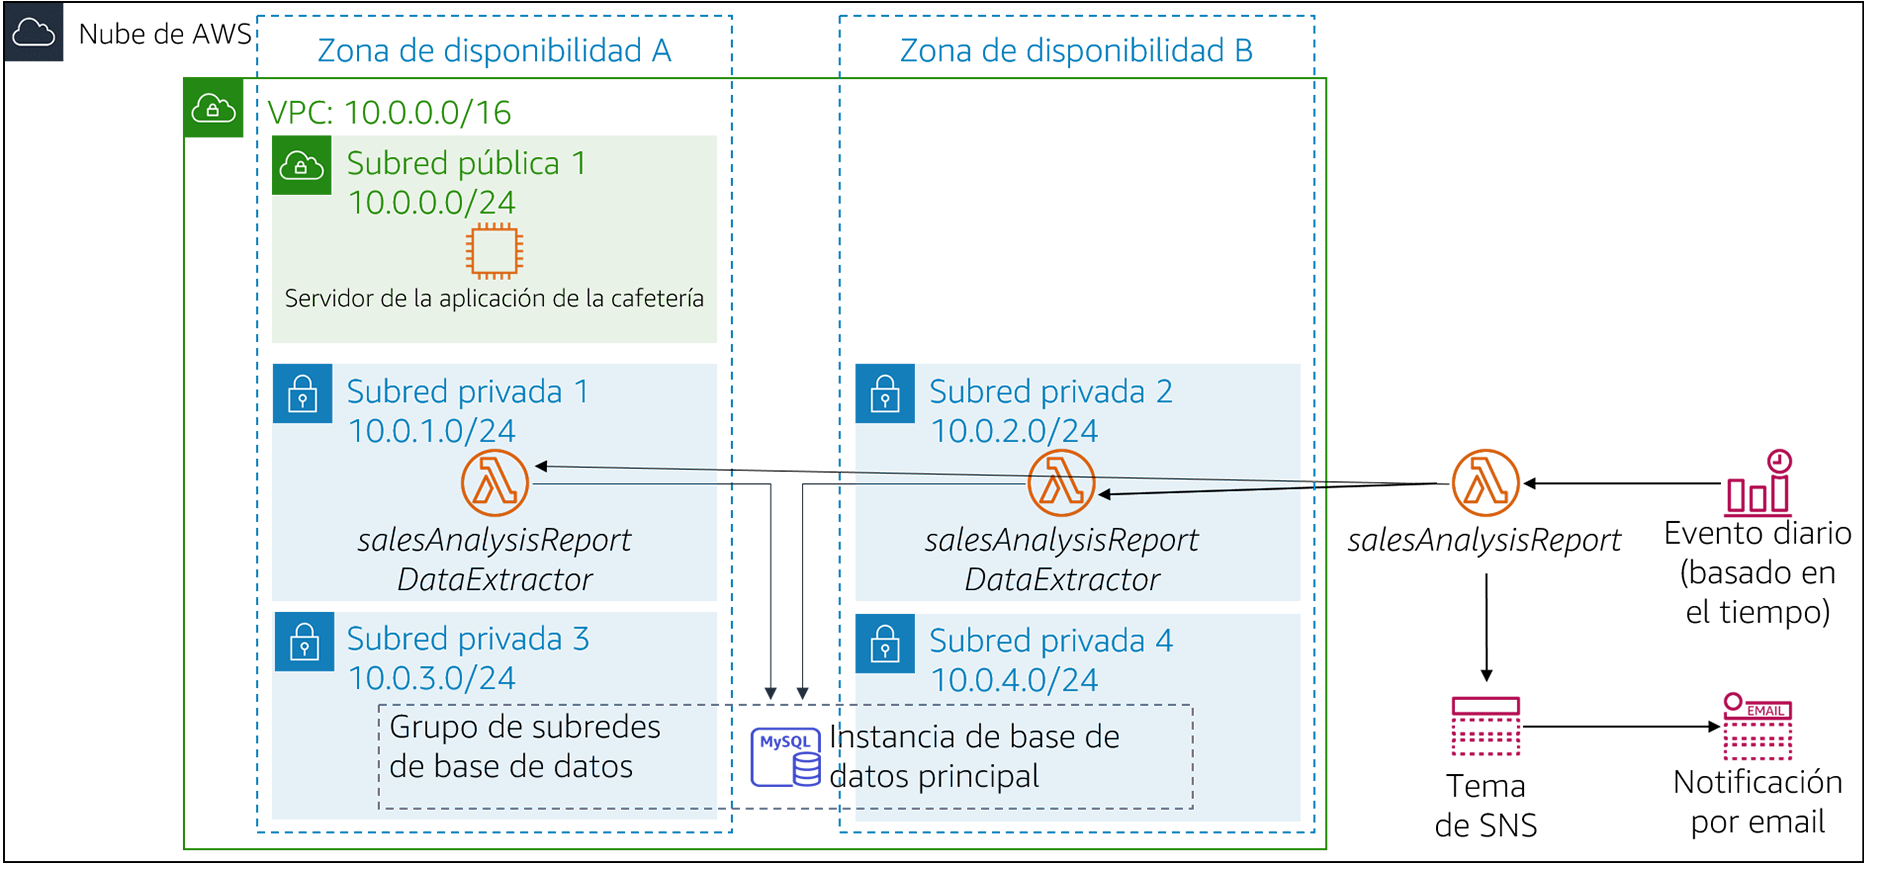 Nube de AWS
Zona de disponibilidad A
Zona de disponibilidad B
VPC: 10.0.0.0/16
Subred pública 1
10.0.0.0/24
Servidor de la aplicación de la cafetería
Subred privada 1
10.0.1.0/24
salesAnalysisReport
DataExtractor
Subred privada 2
10.0.2.0/24
salesAnalysisReport
DataExtractor
salesAnalysisReport
Evento diario
(basado en
el tiempo)
Subred privada 3
10.0.3.0/24
Subred privada 4
10.0.4.0/24
Grupo de subredes
de base de datos
MySQL
Instancia de base de
datos principal
Tema
de SNS
EMAIL
Notificación
por email